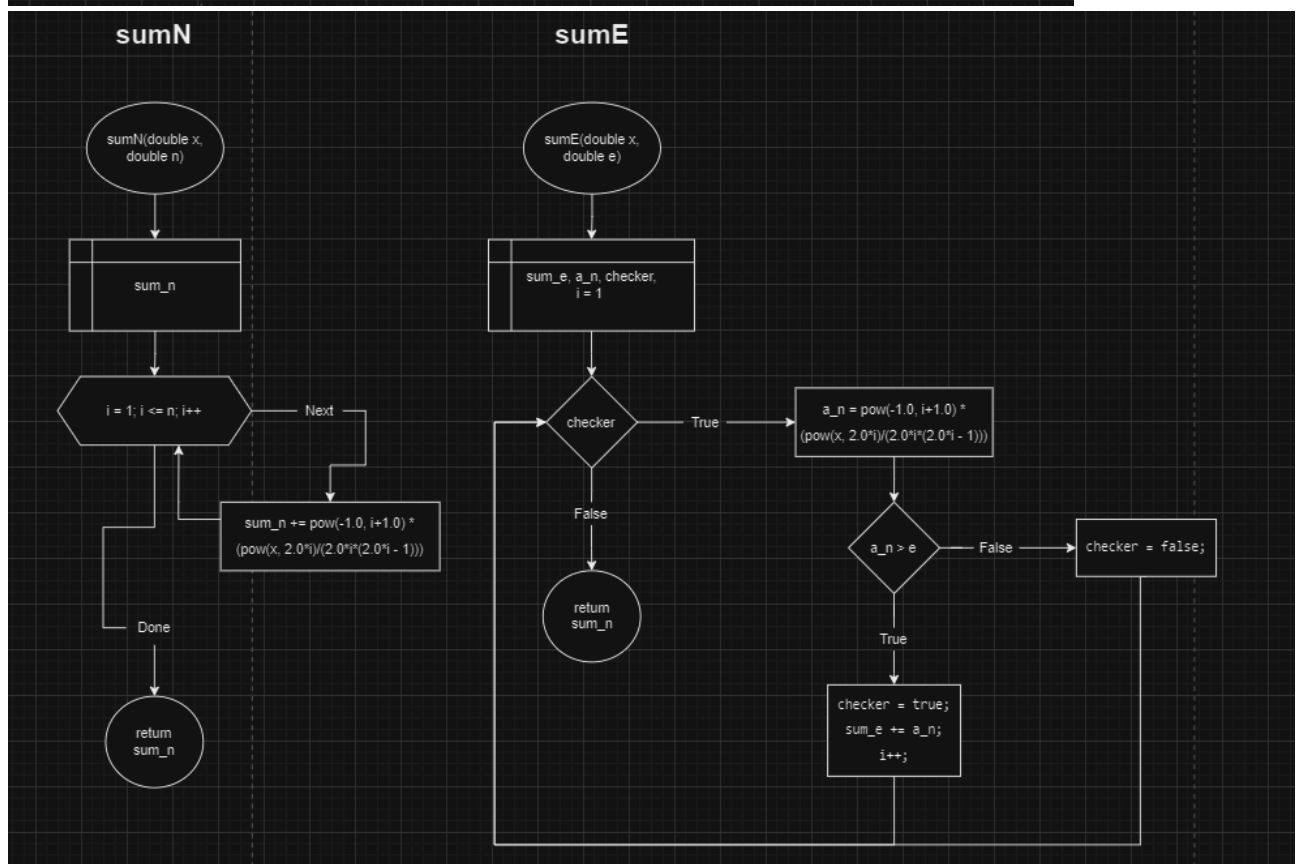 sumN
sumE
sumN(double x,
double n)
sumE(double x,
double e)
sum_n
sum_e, a_n, checker,
i = 1
i = 1; i <= n; i++
Next
sum_n += pow(-1.0, i+1.0) *
(pow(x, 2.0*i)/(2.0*i*(2.0*i - 1)))
Done
return
sum_n
checker
True
a_n = pow(-1.0, i+1.0) *
(pow(x, 2.0*i)/(2.0*i*(2.0*i - 1)))
False
return
sum_n
a_n > e
False
checker = false;
True
checker = true;
sum_e += a_n;
i++;